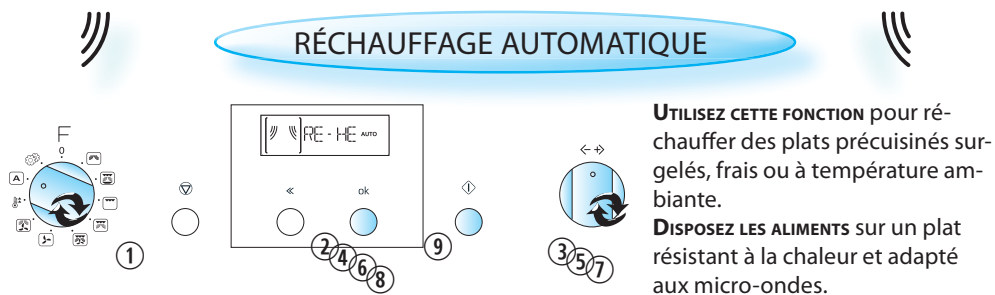 RÉCHAUFFAGE AUTOMATIQUE
F
0
A
RE - HE AUTO
«
ok
1
2
4
6
8
9
3
5
7
UTILISEZ CETTE FONCTION pour ré-
chauffer des plats précuisinés sur-
gelés, frais ou à température am-
biante.
DISPOSEZ LES ALIMENTS sur un plat
résistant à la chaleur et adapté
aux micro-ondes.